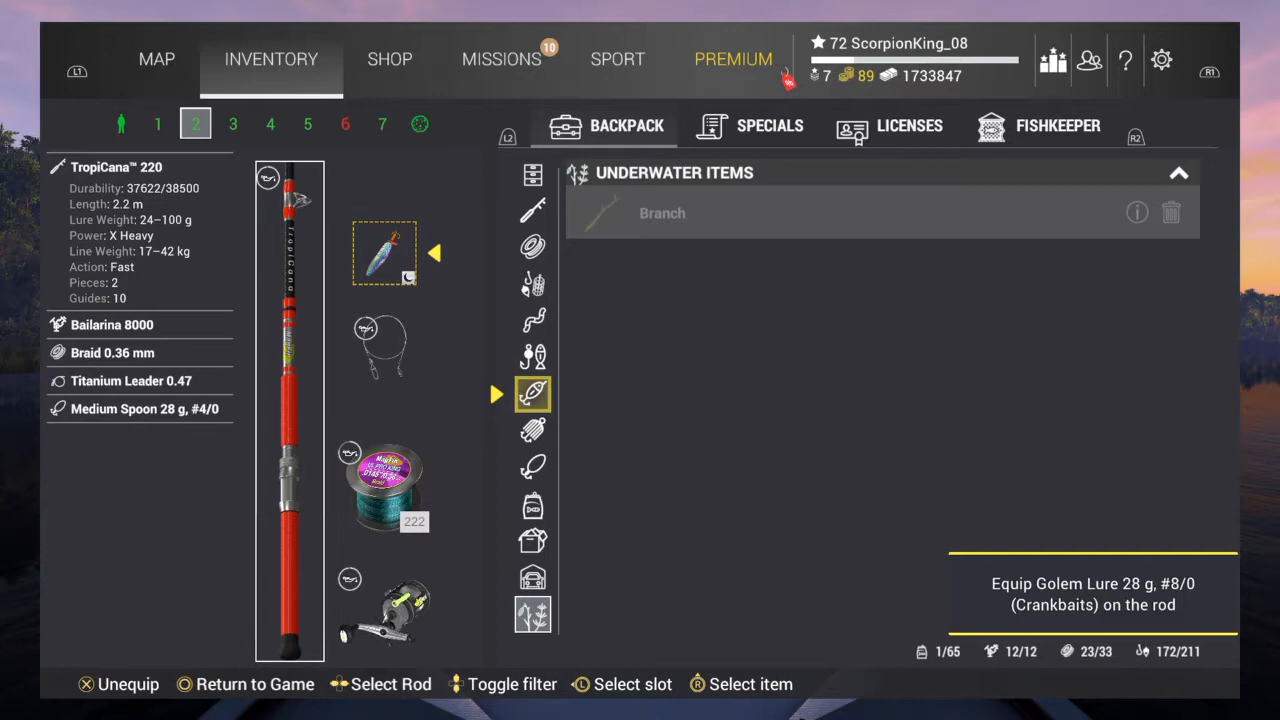 L1
MAP
INVENTORY
SHOP
MISSIONS
10
SPORT
PREMIUM
72 ScorpionKing_08
7 89 1733847
?
R1
1 2 3 4 5 6 7
L2
BACKPACK
SPECIALS
LICENSES
FISHKEEPER
R2
TropiCana™ 220
Durability: 37622/38500
Length: 2.2 m
Lure Weight: 24–100 g
Power: X Heavy
Line Weight: 17–42 kg
Action: Fast
Pieces: 2
Guides: 10
Bailarina 8000
Braid 0.36 mm
Titanium Leader 0.47
Medium Spoon 28 g, #4/0
TropiCana
222
UNDERWATER ITEMS
Branch
Equip Golem Lure 28 g, #8/0
(Crankbaits) on the rod
1/65 12/12 23/33 172/211
Unequip
Return to Game
Select Rod
Toggle filter
L Select slot
R Select item